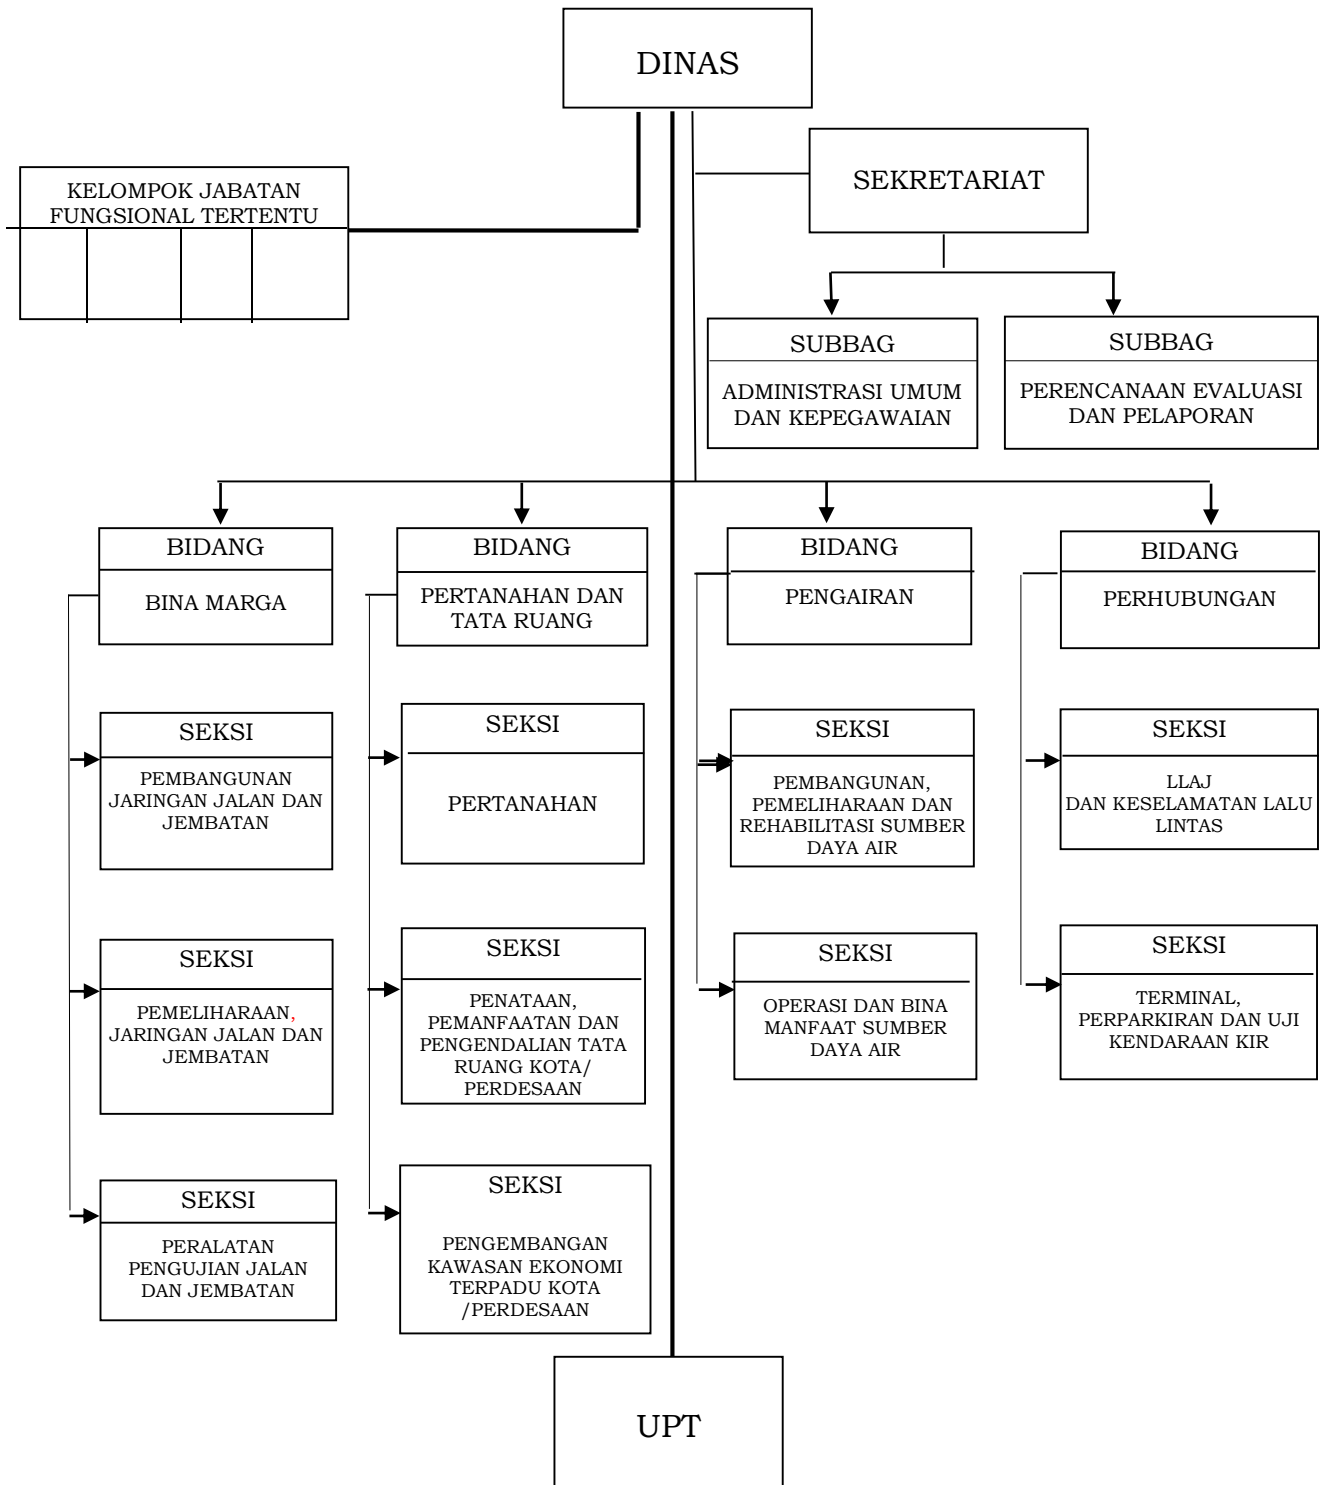 DINAS
SEKRETARIAT
KELOMPOK JABATAN
FUNGSIONAL TERTENTU
SUBBAG
ADMINISTRASI UMUM
DAN KEPEGAWAIAN
SUBBAG
PERENCANAAN EVALUASI
DAN PELAPORAN
BIDANG
BINA MARGA
BIDANG
PERTANAHAN DAN
TATA RUANG
BIDANG
PENGAIRAN
BIDANG
PERHUBUNGAN
SEKSI
PEMBANGUNAN
JARINGAN JALAN DAN
JEMBATAN
SEKSI
PERTANAHAN
SEKSI
PEMBANGUNAN,
PEMELIHARAAN DAN
REHABILITASI SUMBER
DAYA AIR
SEKSI
LLAJ
DAN KESELAMATAN LALU
LINTAS
SEKSI
PEMELIHARAAN,
JARINGAN JALAN DAN
JEMBATAN
SEKSI
PENATAAN,
PEMANFAATAN DAN
PENGENDALIAN TATA
RUANG KOTA/
PERDESAAN
SEKSI
OPERASI DAN BINA
MANFAAT SUMBER
DAYA AIR
SEKSI
TERMINAL,
PERPARKIRAN DAN UJI
KENDARAAN KIR
SEKSI
PERALATAN
PENGUJIAN JALAN
DAN JEMBATAN
SEKSI
PENGEMBANGAN
KAWASAN EKONOMI
TERPADU KOTA
/PERDESAAN
UPT